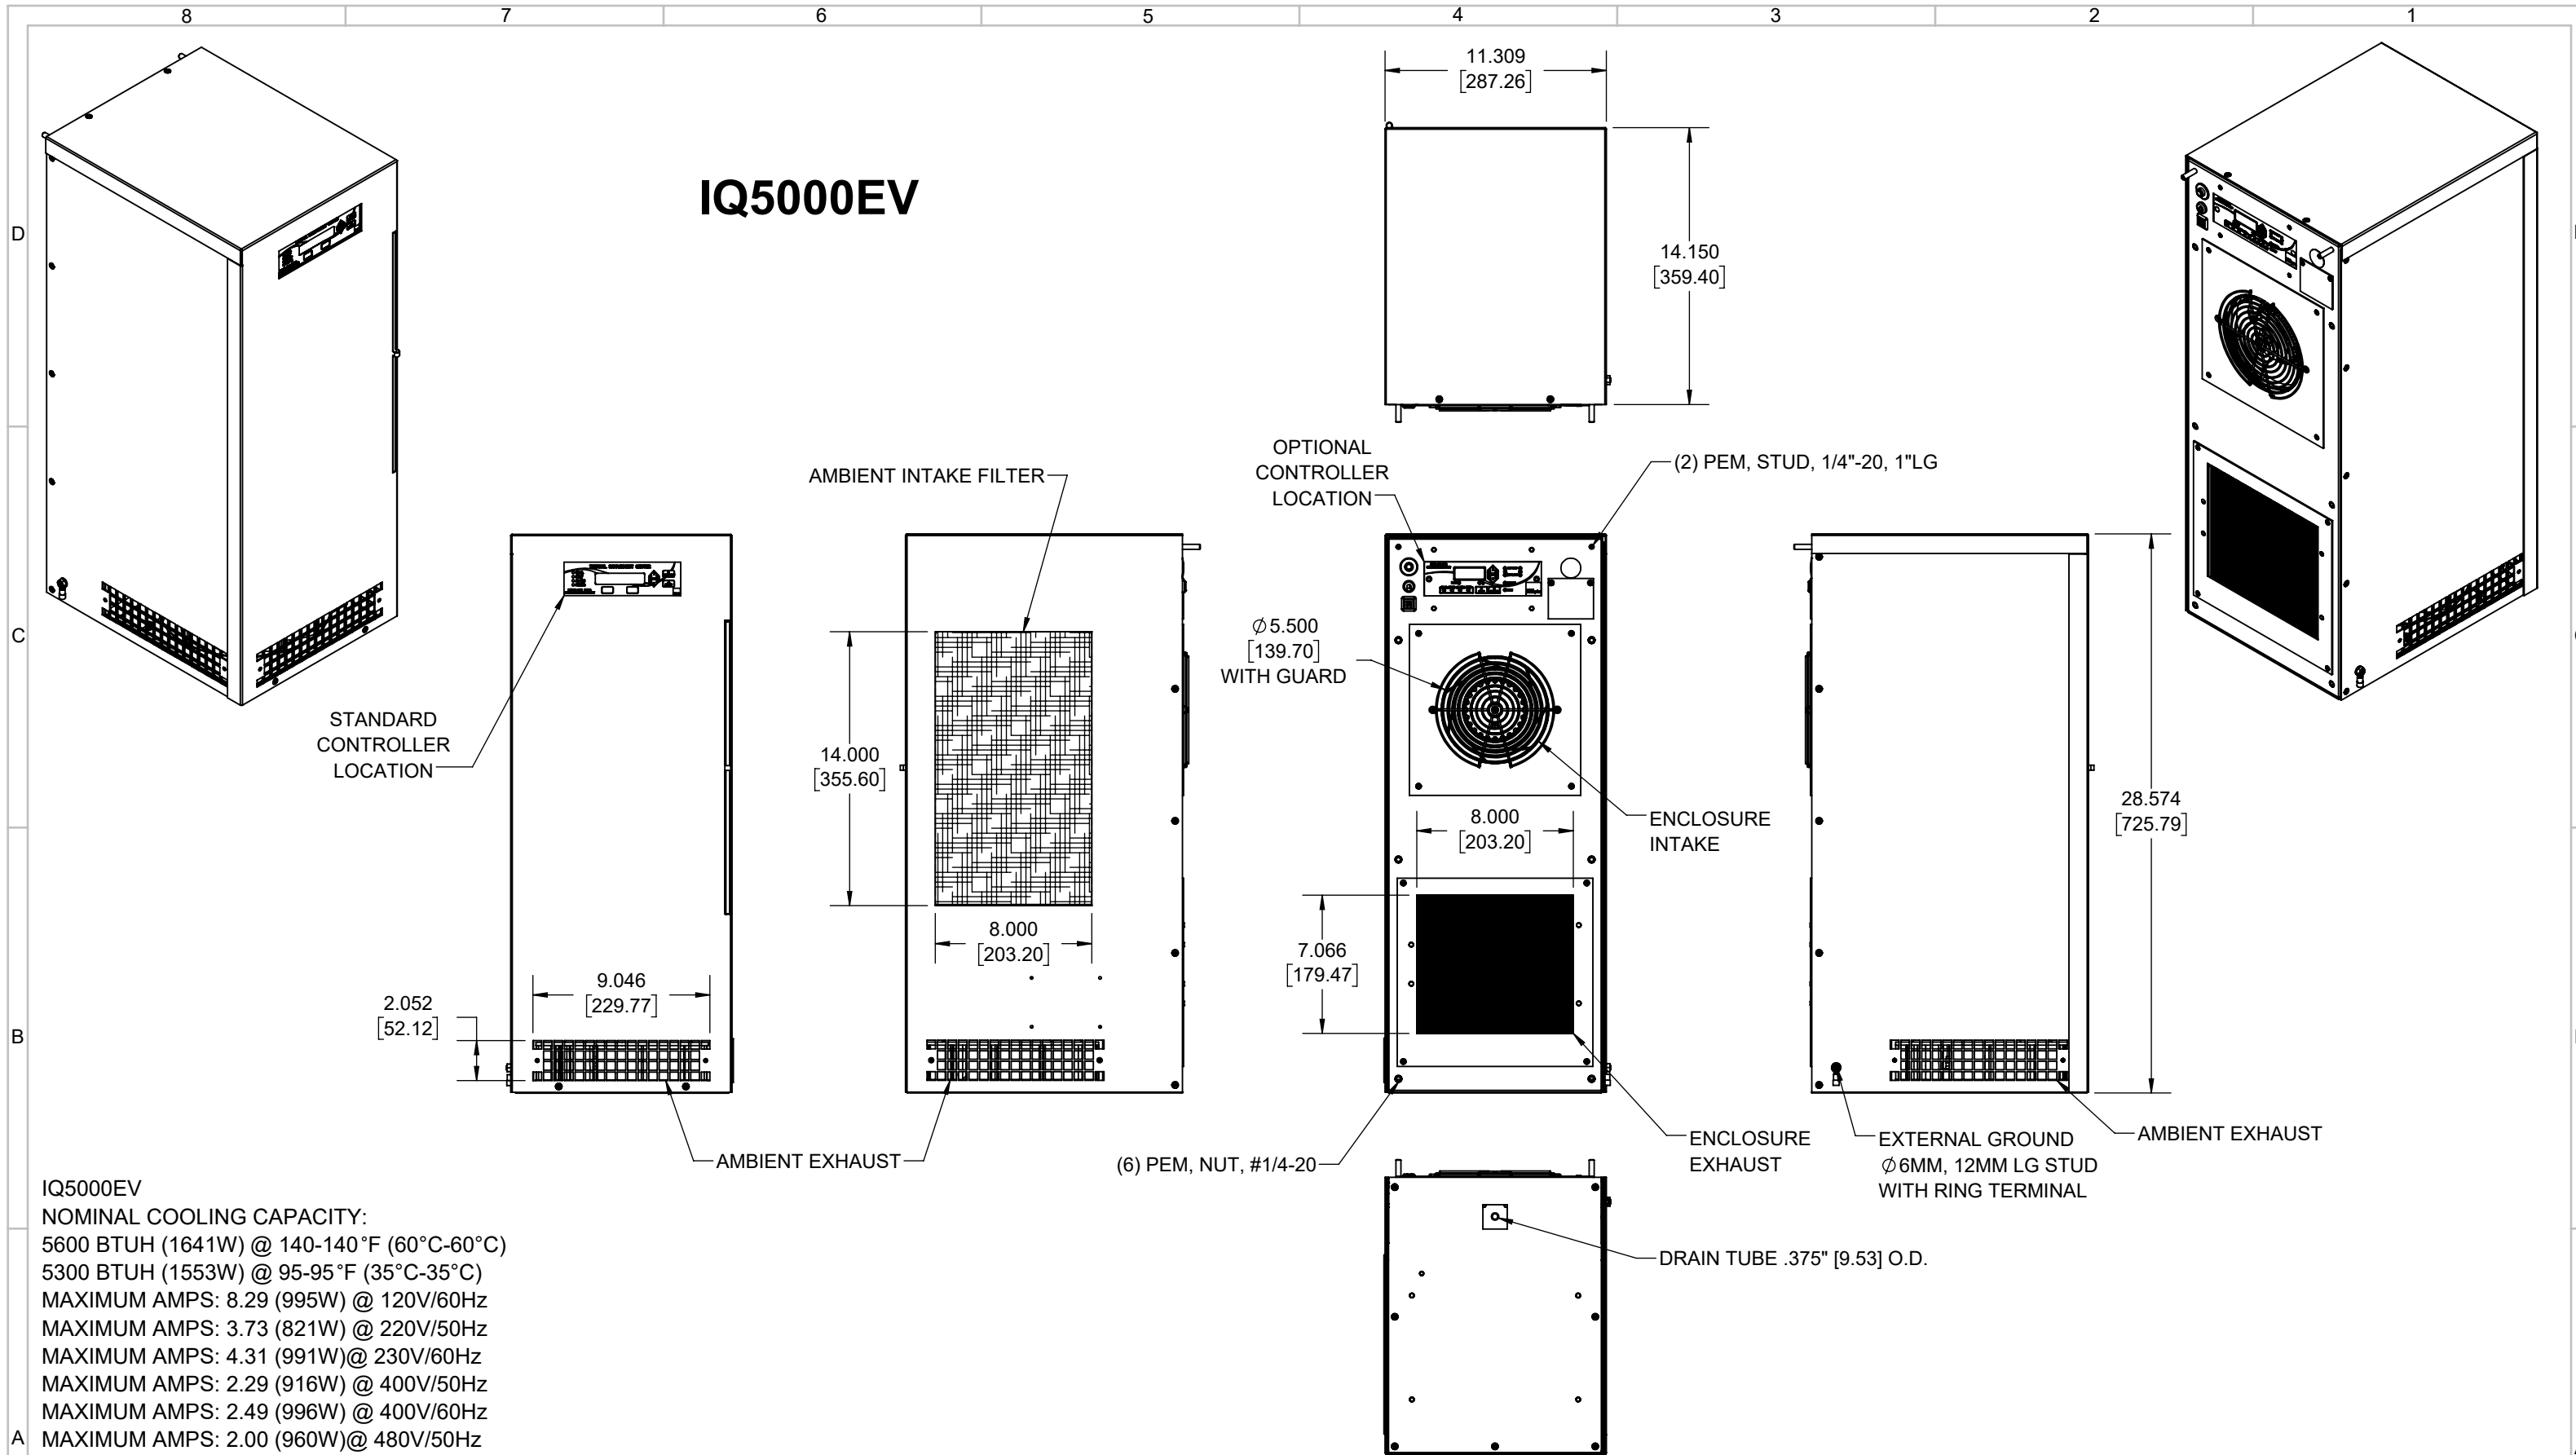 8 7 6 5 4 3 2 1
D
C
B
A
IQ5000EV
11.309
[287.26]
14.150
[359.40]
AMBIENT INTAKE FILTER
OPTIONAL
CONTROLLER
LOCATION
(2) PEM, STUD, 1/4"-20, 1"LG
STANDARD
CONTROLLER
LOCATION
14.000
[355.60]
8.000
[203.20]
∅5.500
[139.70]
WITH GUARD
8.000
[203.20]
ENCLOSURE
INTAKE
28.574
[725.79]
2.052
[52.12]
9.046
[229.77]
7.066
[179.47]
AMBIENT EXHAUST
(6) PEM, NUT, #1/4-20
ENCLOSURE
EXHAUST
EXTERNAL GROUND
∅6MM, 12MM LG STUD
WITH RING TERMINAL
AMBIENT EXHAUST
DRAIN TUBE .375" [9.53] O.D.
IQ5000EV
NOMINAL COOLING CAPACITY:
5600 BTUH (1641W) @ 140-140°F (60°C-60°C)
5300 BTUH (1553W) @ 95-95°F (35°C-35°C)
MAXIMUM AMPS: 8.29 (995W) @ 120V/60Hz
MAXIMUM AMPS: 3.73 (821W) @ 220V/50Hz
MAXIMUM AMPS: 4.31 (991W)@ 230V/60Hz
MAXIMUM AMPS: 2.29 (916W) @ 400V/50Hz
MAXIMUM AMPS: 2.49 (996W) @ 400V/60Hz
MAXIMUM AMPS: 2.00 (960W)@ 480V/50Hz